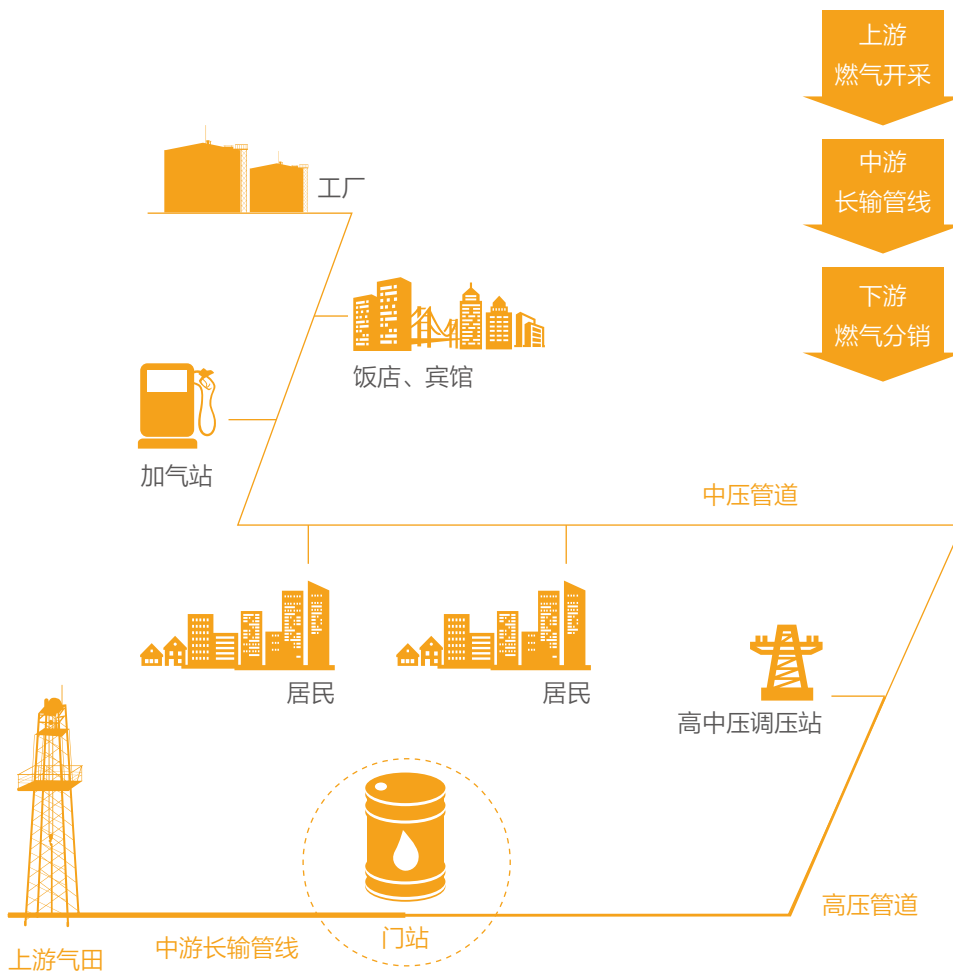 上游
燃气开采
中游
长输管线
下游
燃气分销
工厂
饭店、宾馆
加气站
中压管道
居民
居民
高中压调压站
高压管道
门站
中游长输管线
上游气田